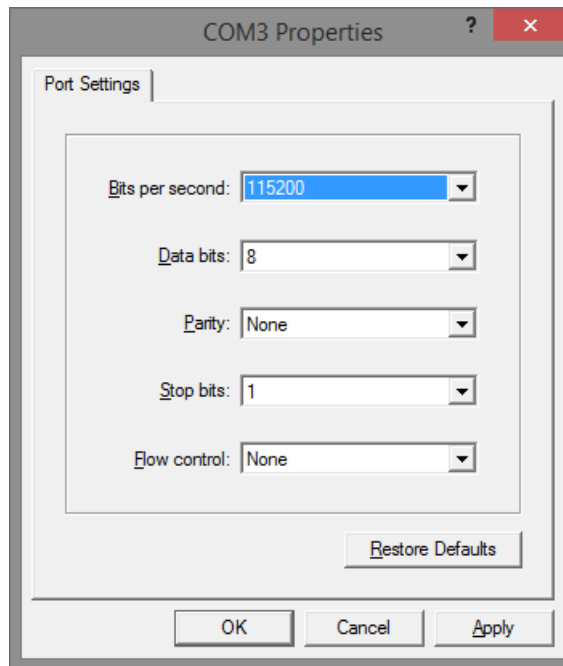 COM3 Properties ? ×
Port Settings
Bits per second: 115200
Data bits: 8
Parity: None
Stop bits: 1
Flow control: None
Restore Defaults
OK Cancel Apply